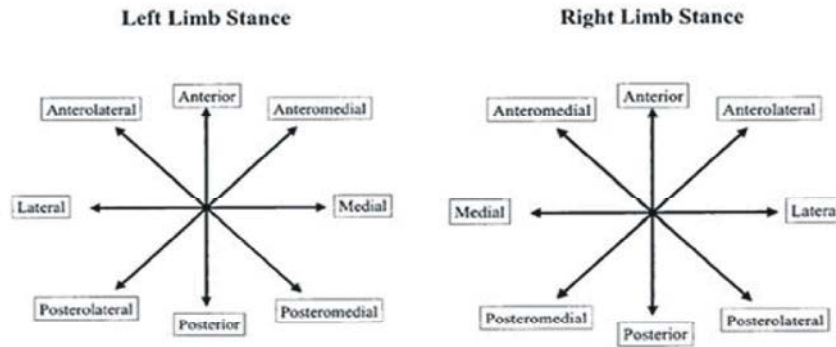 Left Limb Stance
Right Limb Stance
Anterior
Anterolateral
Anteromedial
Lateral
Medial
Posterolateral
Posteromedial
Posterior
Anterior
Anteromedial
Anterolateral
Medial
Latera
Posteromedial
Posterolateral
Posterior